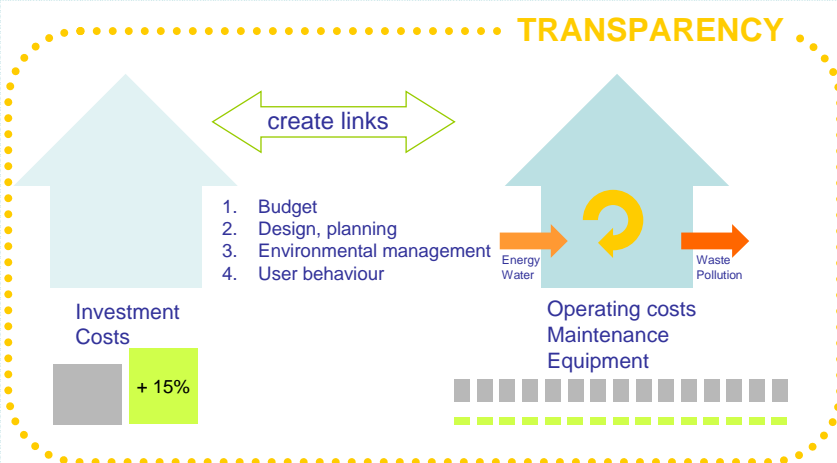 TRANSPARENCY
create links
1. Budget
2. Design, planning
3. Environmental management
4. User behaviour
Energy
Water
Waste
Pollution
Investment
Costs
+ 15%
Operating costs
Maintenance
Equipment